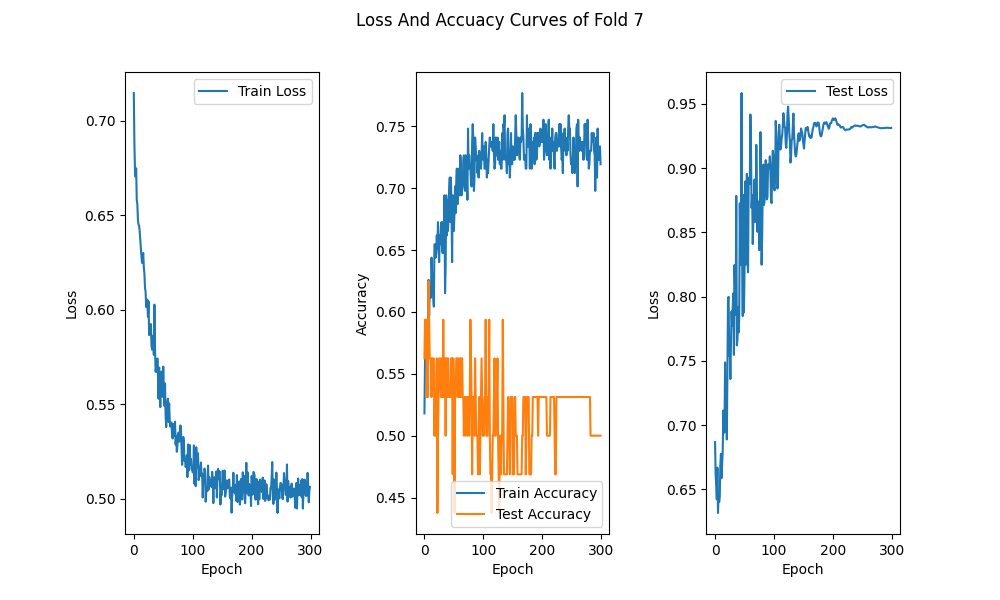 Loss And Accuacy Curves of Fold 7
Train Loss
0.70
0.65
0.60
0.55
0.50
Loss
0 100 200 300
Epoch
0.75
0.70
0.65
0.60
0.55
0.50
0.45
Accuracy
Train Accuracy
Test Accuracy
0 100 200 300
Epoch
Test Loss
0.95
0.90
0.85
0.80
0.75
0.70
0.65
Loss
0 100 200 300
Epoch